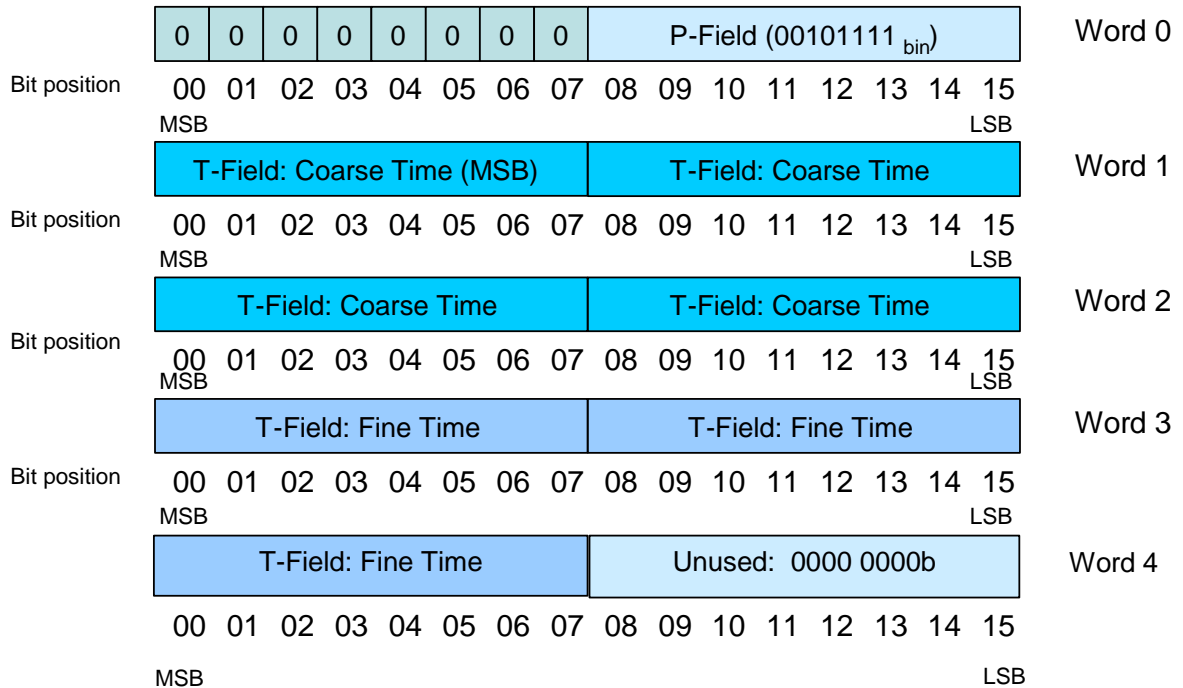 0 0 0 0 0 0 0 0 P-Field (00101111 bin) Word 0
Bit position 00 01 02 03 04 05 06 07 08 09 10 11 12 13 14 15
MSB LSB
T-Field: Coarse Time (MSB) T-Field: Coarse Time Word 1
Bit position 00 01 02 03 04 05 06 07 08 09 10 11 12 13 14 15
MSB LSB
T-Field: Coarse Time T-Field: Coarse Time Word 2
Bit position 00 01 02 03 04 05 06 07 08 09 10 11 12 13 14 15
MSB LSB
T-Field: Fine Time T-Field: Fine Time Word 3
Bit position 00 01 02 03 04 05 06 07 08 09 10 11 12 13 14 15
MSB LSB
T-Field: Fine Time Unused: 0000 0000b Word 4
00 01 02 03 04 05 06 07 08 09 10 11 12 13 14 15
MSB LSB